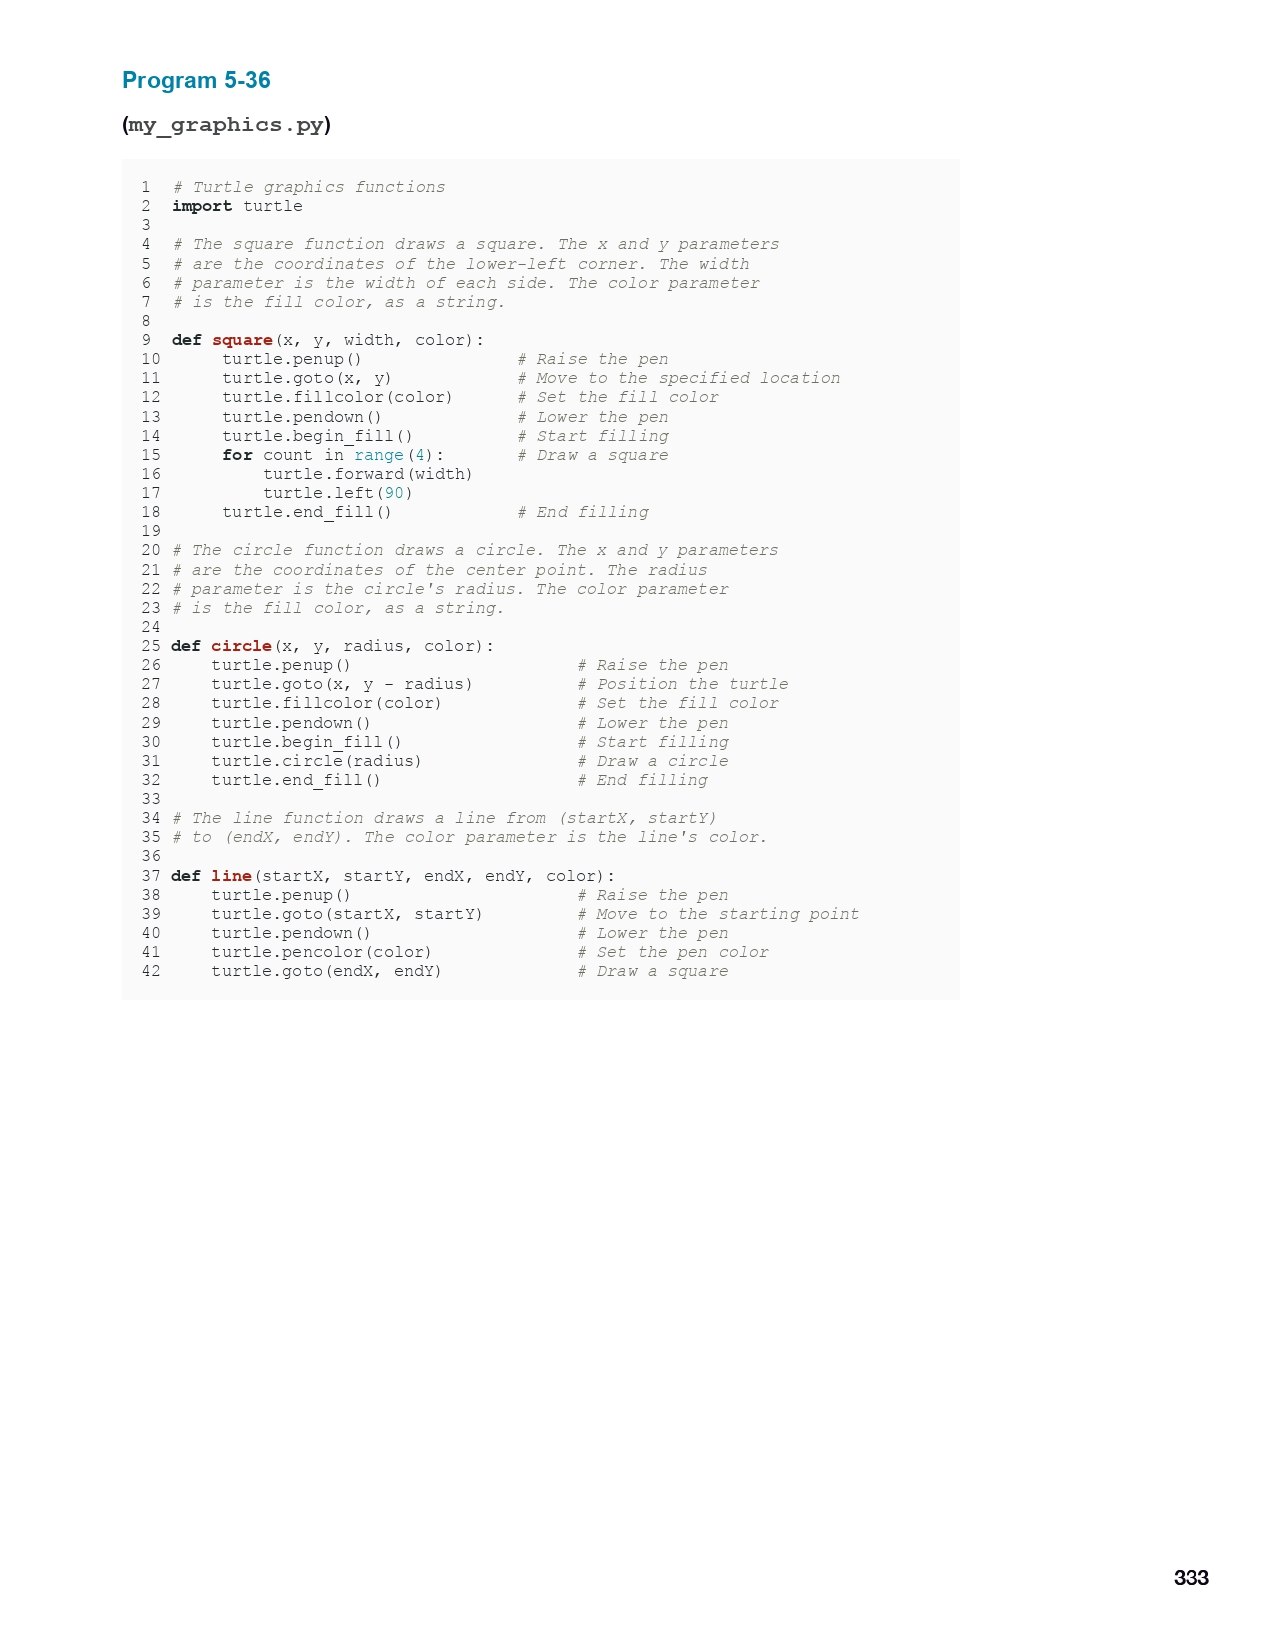 Program 5-36
(my_graphics.py)
1 # Turtle graphics functions
2 import turtle
3
4 # The square function draws a square. The x and y parameters
5 # are the coordinates of the lower-left corner. The width
6 # parameter is the width of each side. The color parameter
7 # is the fill color, as a string.
8
9 def square(x, y, width, color):
10 turtle.penup() # Raise the pen
11 turtle.goto(x, y) # Move to the specified location
12 turtle.fillcolor(color) # Set the fill color
13 turtle.pendown() # Lower the pen
14 turtle.begin_fill() # Start filling
15 for count in range(4): # Draw a square
16 turtle.forward(width)
17 turtle.left(90)
18 turtle.end_fill() # End filling
19
20 # The circle function draws a circle. The x and y parameters
21 # are the coordinates of the center point. The radius
22 # parameter is the circle's radius. The color parameter
23 # is the fill color, as a string.
24
25 def circle(x, y, radius, color):
26 turtle.penup() # Raise the pen
27 turtle.goto(x, y - radius) # Position the turtle
28 turtle.fillcolor(color) # Set the fill color
29 turtle.pendown() # Lower the pen
30 turtle.begin_fill() # Start filling
31 turtle.circle(radius) # Draw a circle
32 turtle.end_fill() # End filling
33
34 # The line function draws a line from (startX, startY)
35 # to (endX, endY). The color parameter is the line's color.
36
37 def line(startX, startY, endX, endY, color):
38 turtle.penup() # Raise the pen
39 turtle.goto(startX, startY) # Move to the starting point
40 turtle.pendown() # Lower the pen
41 turtle.pencolor(color) # Set the pen color
42 turtle.goto(endX, endY) # Draw a square
333